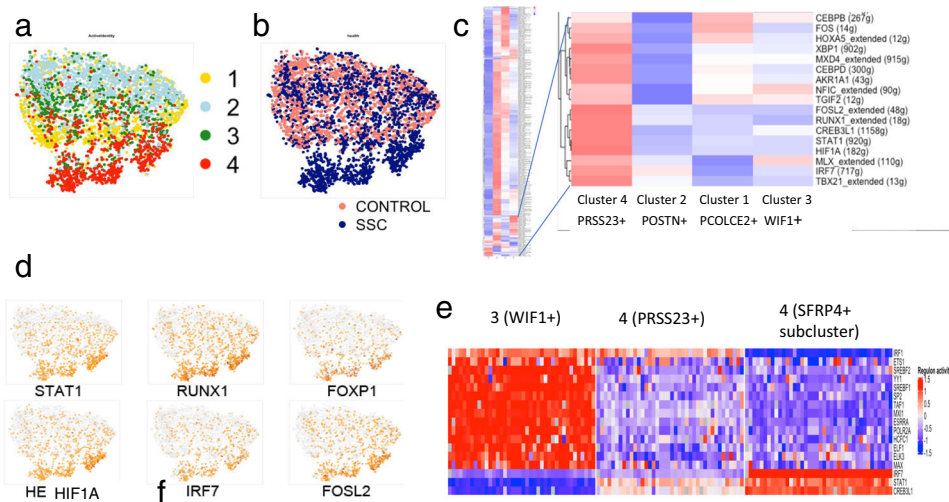 a
ActiveIdentity
1
2
3
4
b
health
CONTROL
SSC
c
CEBPB (267g)
FOS (14g)
HOXA5_extended (12g)
XBP1 (902g)
MXD4_extended (915g)
CEBPD (300g)
AKR1A1 (43g)
NFIC_extended (90g)
TGIF2 (12g)
FOSL2_extended (48g)
RUNX1_extended (18g)
CREB3L1 (1158g)
STAT1 (920g)
HIF1A (182g)
MLX_extended (110g)
IRF7 (717g)
TBX21_extended (13g)
Cluster 4 Cluster 2 Cluster 1 Cluster 3
PRSS23+ POSTN+ PCOLCE2+ WIF1+
d
STAT1 RUNX1 FOXP1
HE HIF1A f IRF7 FOSL2
e
3 (WIF1+) 4 (PRSS23+) 4 (SFRP4+
subcluster)
IRF1
ETS1
SREBF2
YY1
SREBF1
SP2
TAF1
MXI1
ESRRA
POLR2A
HCFC1
ELF1
ELK3
MAX
IRF7
STAT1
CREB3L1
Regulon activity
1.5
1
0.5
0
-0.5
-1
-1.5